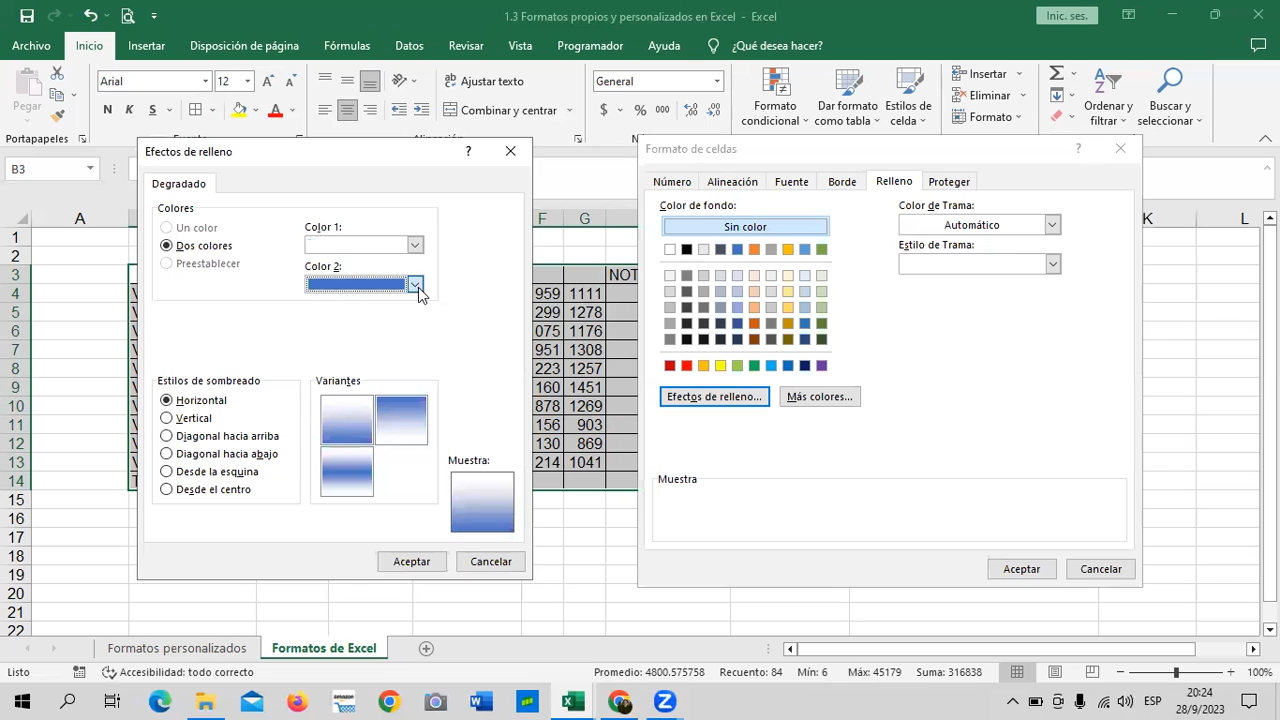 1.3 Formatos propios y personalizados en Excel - Excel
Inic. ses.
Archivo Inicio Insertar Disposición de página Fórmulas Datos Revisar Vista Programador Ayuda ¿Qué desea hacer?
Pegar
Arial 12
N K S
Ajustar texto
Combinar y centrar
General
$ % 000
Formato condicional
Dar formato como tabla
Estilos de celda
Insertar
Eliminar
Formato
Ordenar y filtrar
Buscar y seleccionar
Portapapeles
B3
A F G K L
1
2
3 NOT
4 959 1111
5 299 1278
6 075 1176
7 951 1308
8 223 1257
9 160 1451
10 878 1269
11 156 903
12 130 869
13 214 1041
14 T
15
16
17
18
19
20
21
22
Efectos de relleno ?
Degradado
Colores
Un color
Dos colores
Preestablecer
Color 1:
Color 2:
Estilos de sombreado
Horizontal
Vertical
Diagonal hacia arriba
Diagonal hacia abajo
Desde la esquina
Desde el centro
Variantes
Muestra:
Aceptar Cancelar
Formato de celdas ?
Número Alineación Fuente Borde Relleno Proteger
Color de fondo:
Sin color
Efectos de relleno... Más colores...
Color de Trama:
Automático
Estilo de Trama:
Muestra
Aceptar Cancelar
Formatos personalizados Formatos de Excel
Listo Accesibilidad: todo correcto Promedio: 4800.575758 Recuento: 84 Mín: 6 Máx: 45179 Suma: 316838 100%
ESP
20:24
28/9/2023